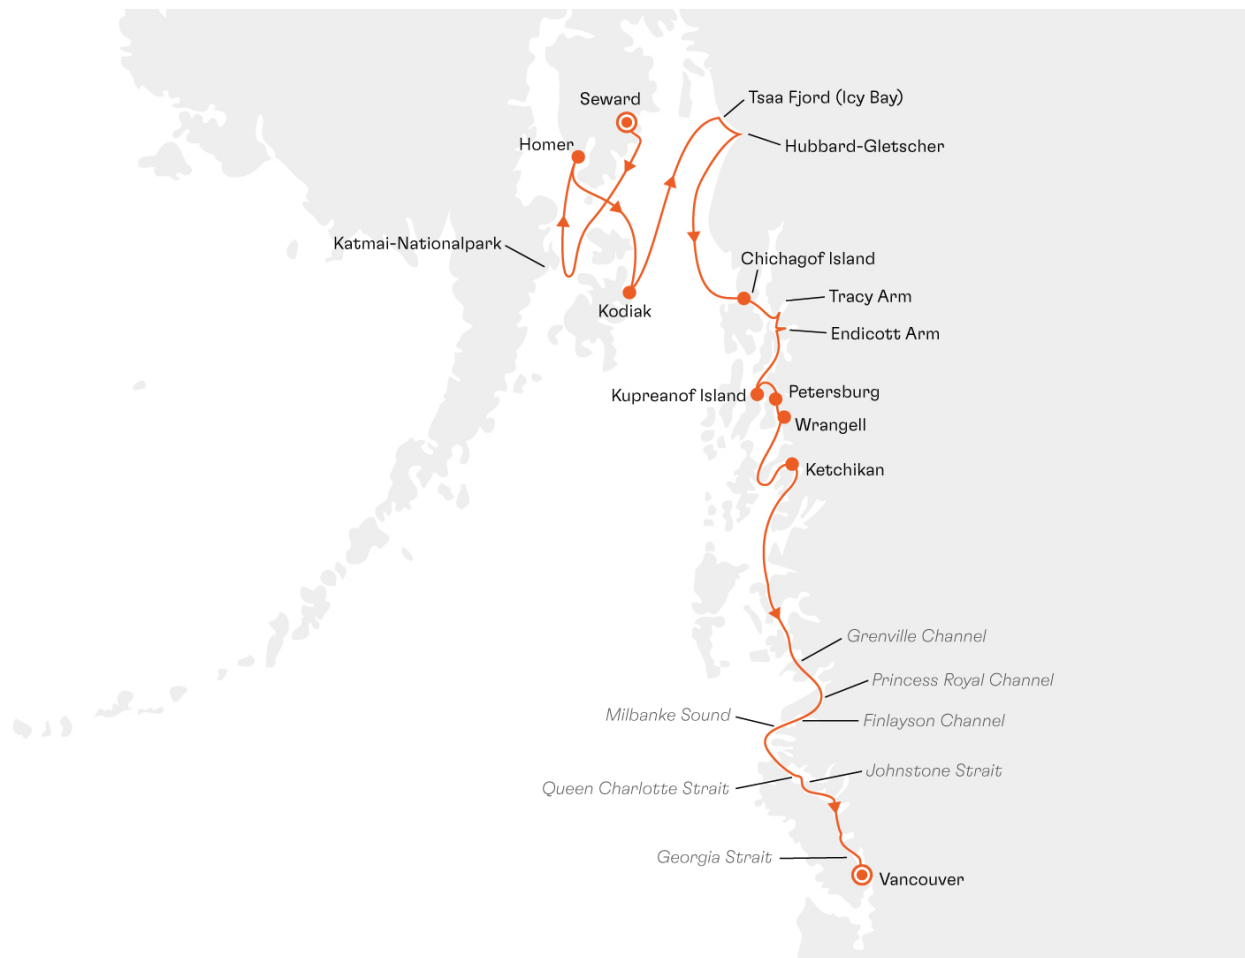 Seward
Tsaa Fjord (Icy Bay)
Homer
Hubbard-Gletscher
Katmai-Nationalpark
Chichagof Island
Tracy Arm
Kodiak
Endicott Arm
Kupreanof Island
Petersburg
Wrangell
Ketchikan
Grenville Channel
Princess Royal Channel
Milbanke Sound
Finlayson Channel
Johnstone Strait
Queen Charlotte Strait
Georgia Strait
Vancouver